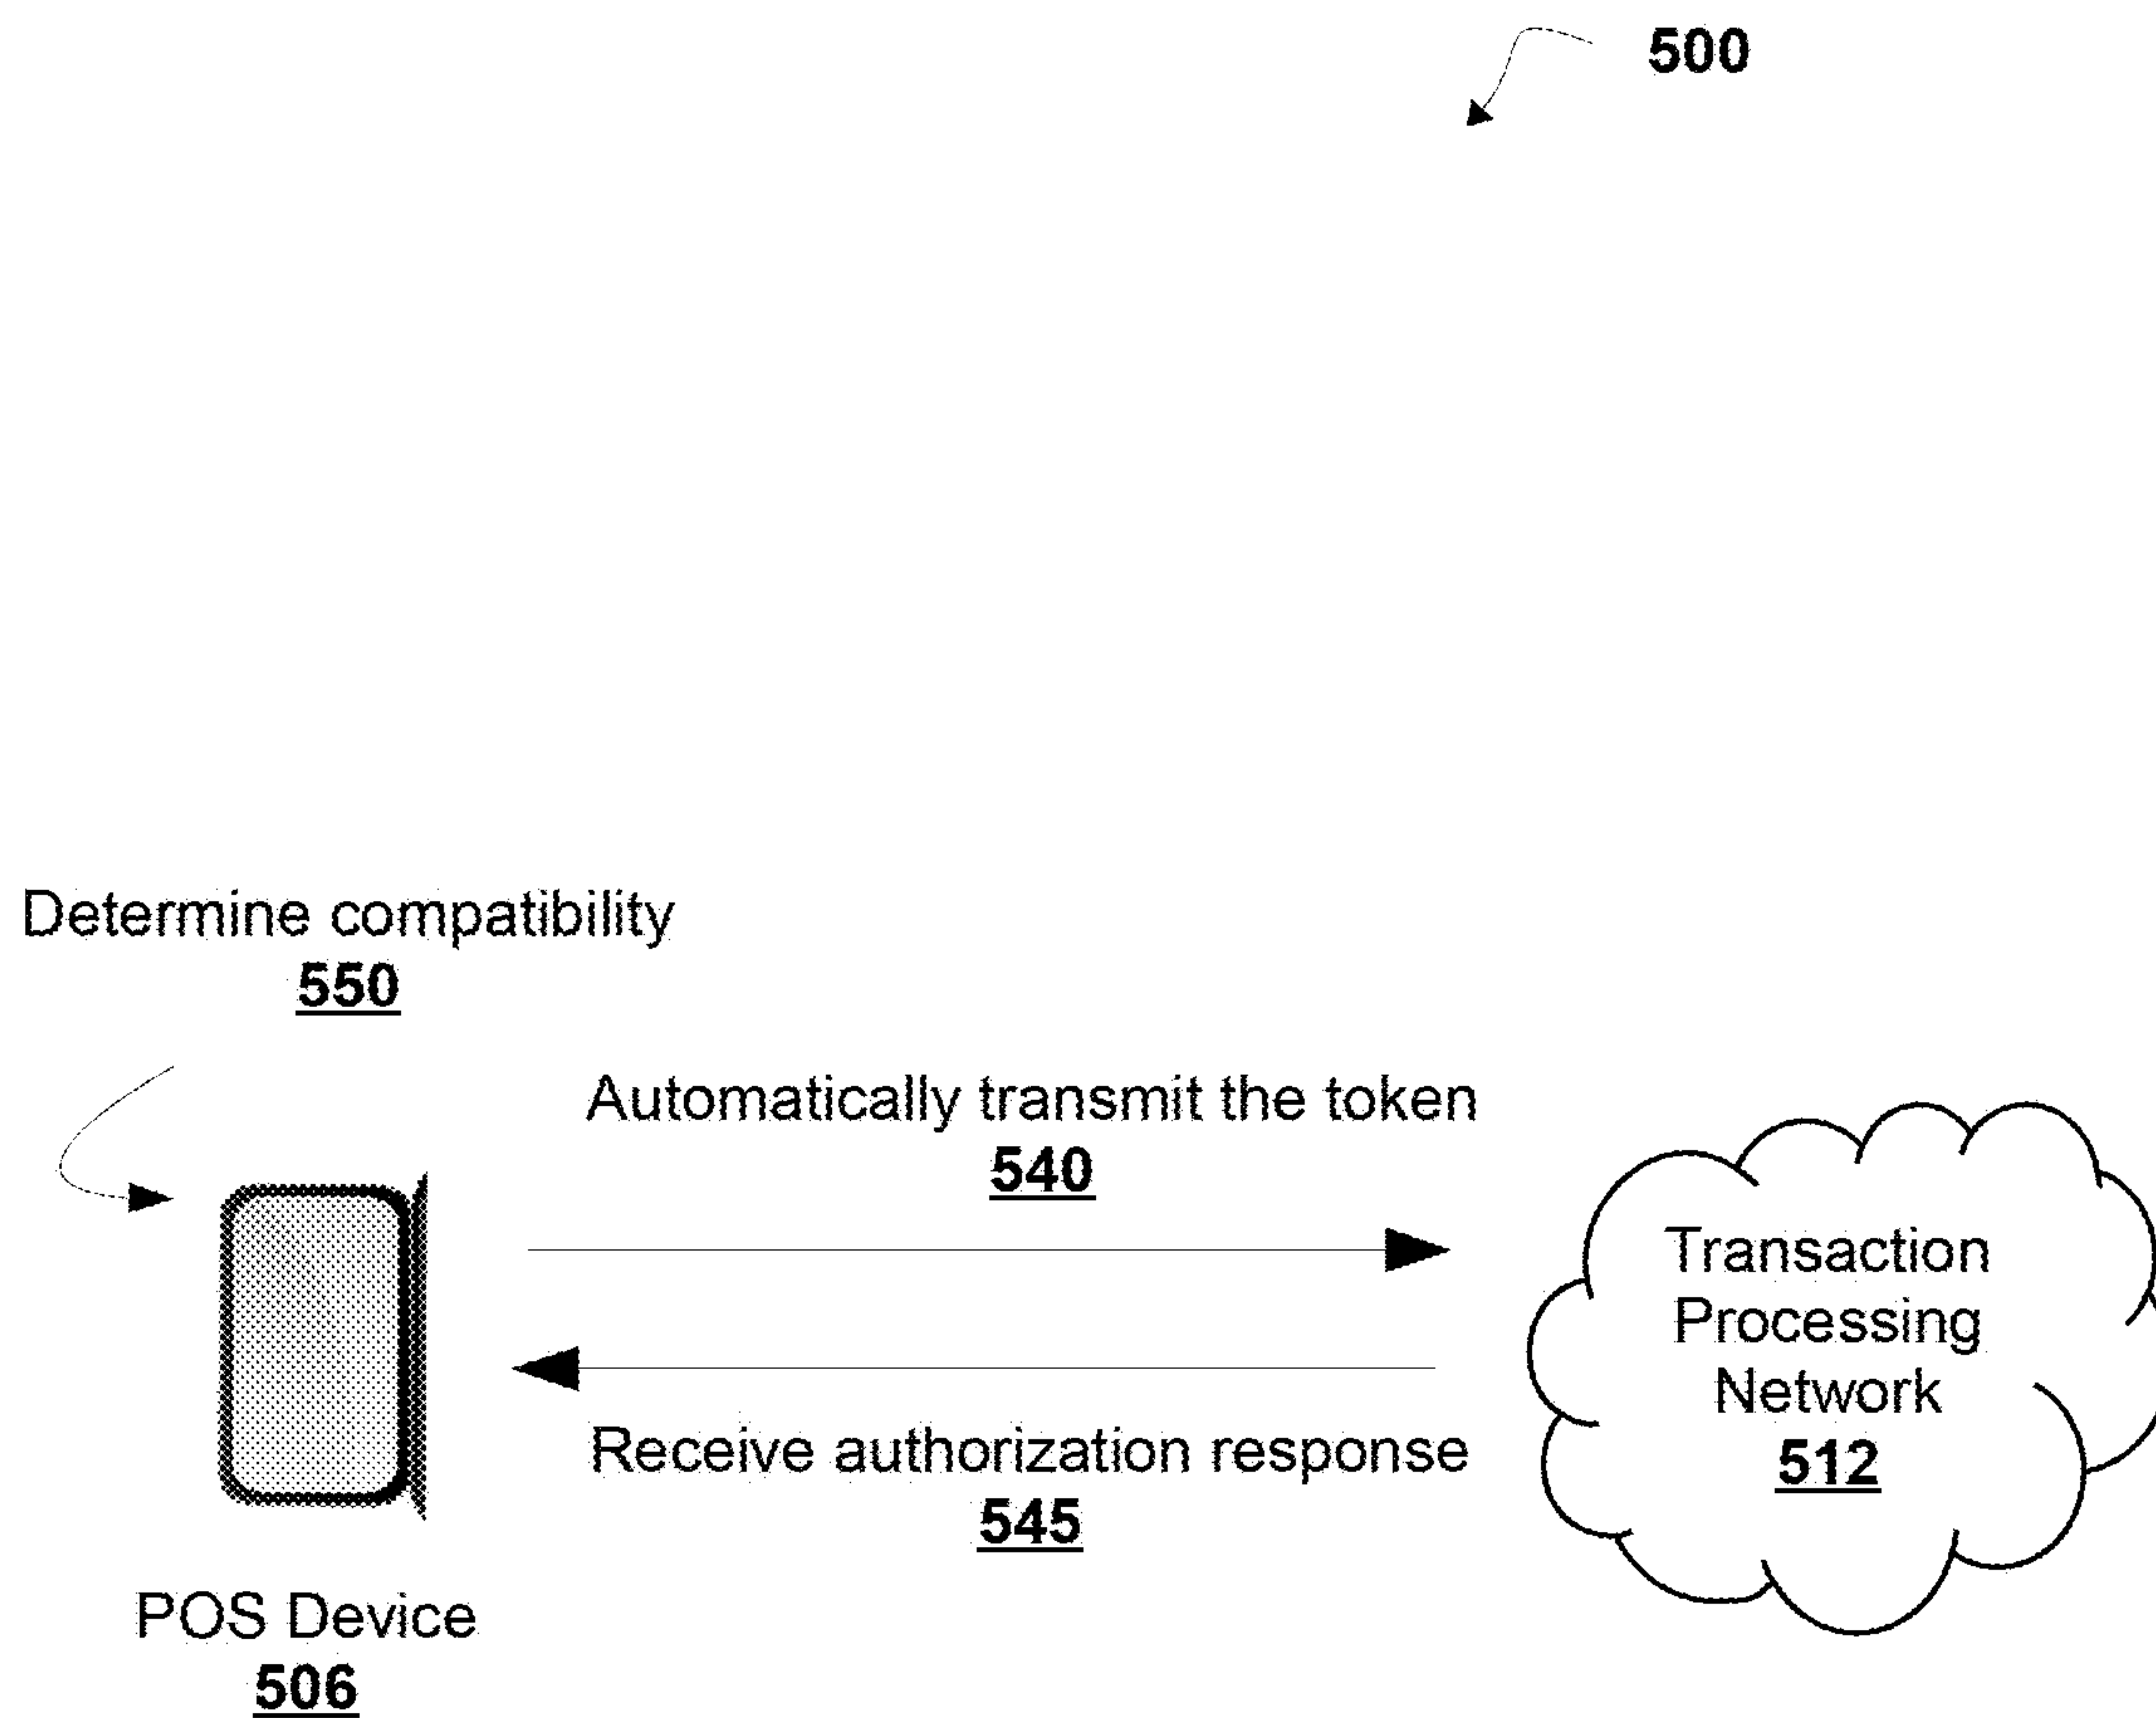 500
Determine compatibility
550
Automatically transmit the token
540
Transaction
Processing
Network
512
Receive authorization response
545
POS Device
506